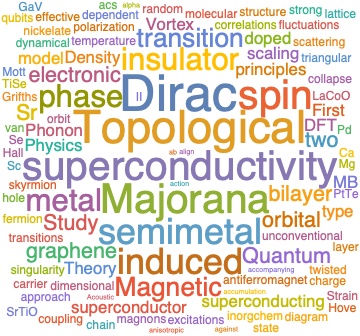 GaV acs alpha random molecular structure strong lattice
qubits effective dependent Vortex correlations fluctuations
nickelate polarization transition doped scattering
dynamical temperature insulator scaling triangular
Mott model Density principles collapse
TiSe electronic Dirac spin LaCoO
Griffiths phase II First
Sr orbit Topological DFT Pd
van Phonon two
Se Physics ab align Ca
Hall superconductivity Mg
Sc action MB
skyrmion metal Majorana bilayer PtTe
hole orbital type
fermion Study semimetal unconventional
transitions graphene induced Quantum layer
singularity Theory accompanying twisted
carrier dimensional Magnetic antiferromagnet charge
approach Acoustic accumulation superconducting Strain
SrTiO superconductor inorgchem diagram Hove
coupling magnons excitations state
chain anisotropic against